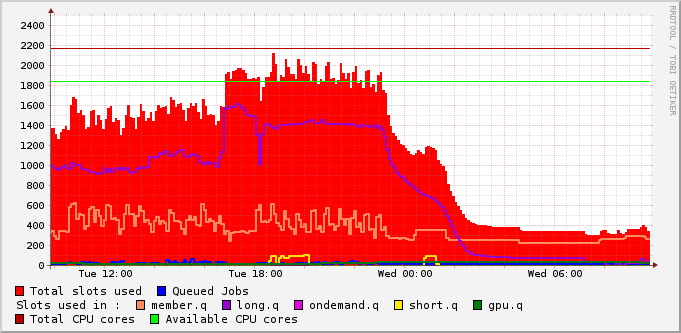 RRDTOOL / TOBI OETIKER
2400
2200
2000
1800
1600
1400
1200
1000
800
600
400
200
0
Tue 12:00 Tue 18:00 Wed 00:00 Wed 06:00
Total slots used Queued Jobs
Slots used in : member.q long.q ondemand.q short.q gpu.q
Total CPU cores Available CPU cores